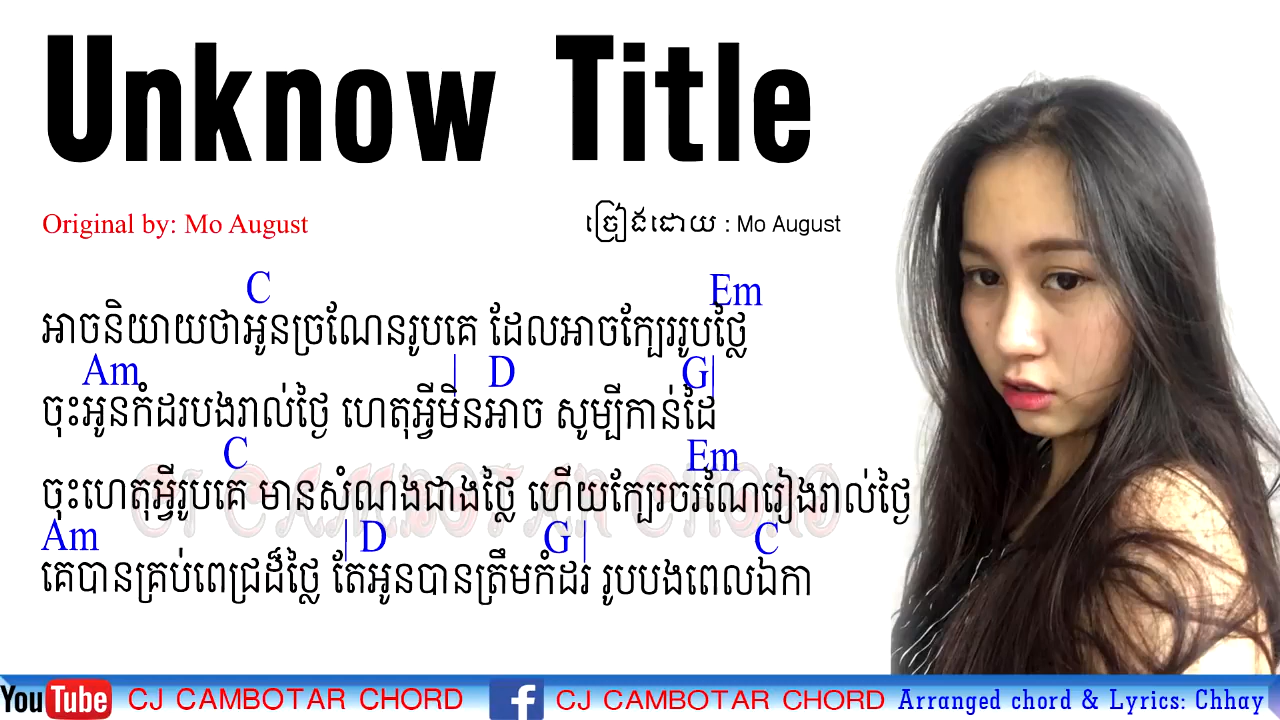 Unknow Title
Original by: Mo August
ច្រៀងដោយ : Mo August
C Em
អាចនិយាយថាអូនច្រណែនរូបគេ ដែលអាចក្បែររូបថ្លៃ
Am | D G|
ចុះអូនកំដរបងរាល់ថ្ងៃ ហេតុអ្វីមិនអាច សូម្បីកាន់ដៃ
C Em
ចុះហេតុអ្វីរូបគេ មានសំណងជាងថ្លៃ ហើយក្បែរចរណៃរៀងរាល់ថ្ងៃ
Am | D G | C
គេបានគ្រប់ពេជ្រដ៏ថ្លៃ តែអូនបានត្រឹមកំដរ រូបបងពេលឯកា
CJ CAMBOTAR CHORD
YouTube CJ CAMBOTAR CHORD f CJ CAMBOTAR CHORD Arranged chord & Lyrics: Chhay